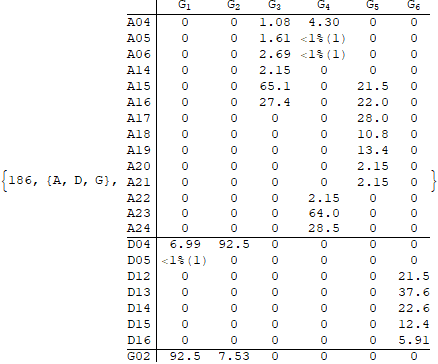 G₁ G₂ G₃ G₄ G₅ G₆
A04 0 0 1.08 4.30 0 0
A05 0 0 1.61 <1%(1) 0 0
A06 0 0 2.69 <1%(1) 0 0
A14 0 0 2.15 0 0 0
A15 0 0 65.1 0 21.5 0
A16 0 0 27.4 0 22.0 0
A17 0 0 0 0 28.0 0
A18 0 0 0 0 10.8 0
A19 0 0 0 0 13.4 0
A20 0 0 0 0 2.15 0
{186, {A, D, G}, A21 0 0 0 0 2.15 0 }
A22 0 0 0 2.15 0 0
A23 0 0 0 64.0 0 0
A24 0 0 0 28.5 0 0
D04 6.99 92.5 0 0 0 0
D05 <1%(1) 0 0 0 0 0
D12 0 0 0 0 0 21.5
D13 0 0 0 0 0 37.6
D14 0 0 0 0 0 22.6
D15 0 0 0 0 0 12.4
D16 0 0 0 0 0 5.91
G02 92.5 7.53 0 0 0 0